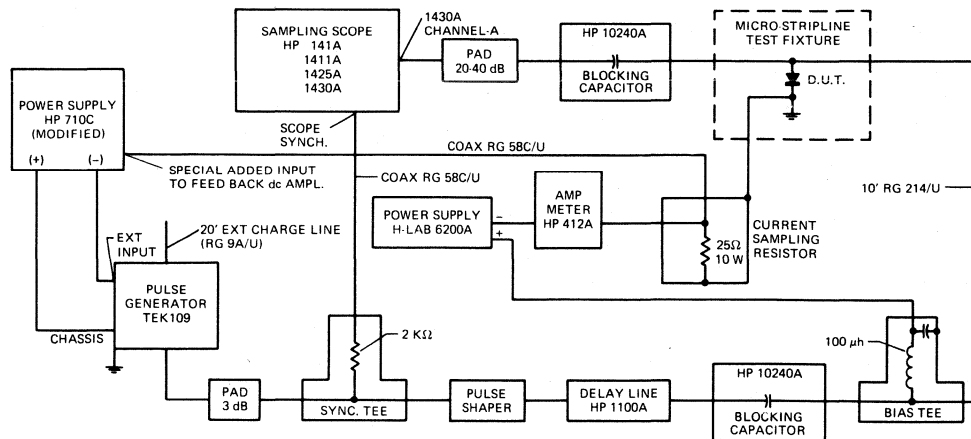 SAMPLING SCOPE
HP 141A
1411A
1425A
1430A
1430A
CHANNEL-A
PAD
20-40 dB
HP 10240A
BLOCKING
CAPACITOR
MICRO-STRIPLINE
TEST FIXTURE
D.U.T.
POWER SUPPLY
HP 710C
(MODIFIED)
(+) (−)
SCOPE
SYNCH.
COAX RG 58C/U
SPECIAL ADDED INPUT
TO FEED BACK dc AMPL.
COAX RG 58C/U
10' RG 214/U
20' EXT CHARGE LINE
(RG 9A/U)
EXT
INPUT
POWER SUPPLY
H-LAB 6200A
−
+
AMP
METER
HP 412A
25Ω
10 W
CURRENT
SAMPLING
RESISTOR
PULSE
GENERATOR
TEK109
CHASSIS
2 KΩ
100 μh
PAD
3 dB
SYNC. TEE
PULSE
SHAPER
DELAY LINE
HP 1100A
HP 10240A
BLOCKING
CAPACITOR
BIAS TEE